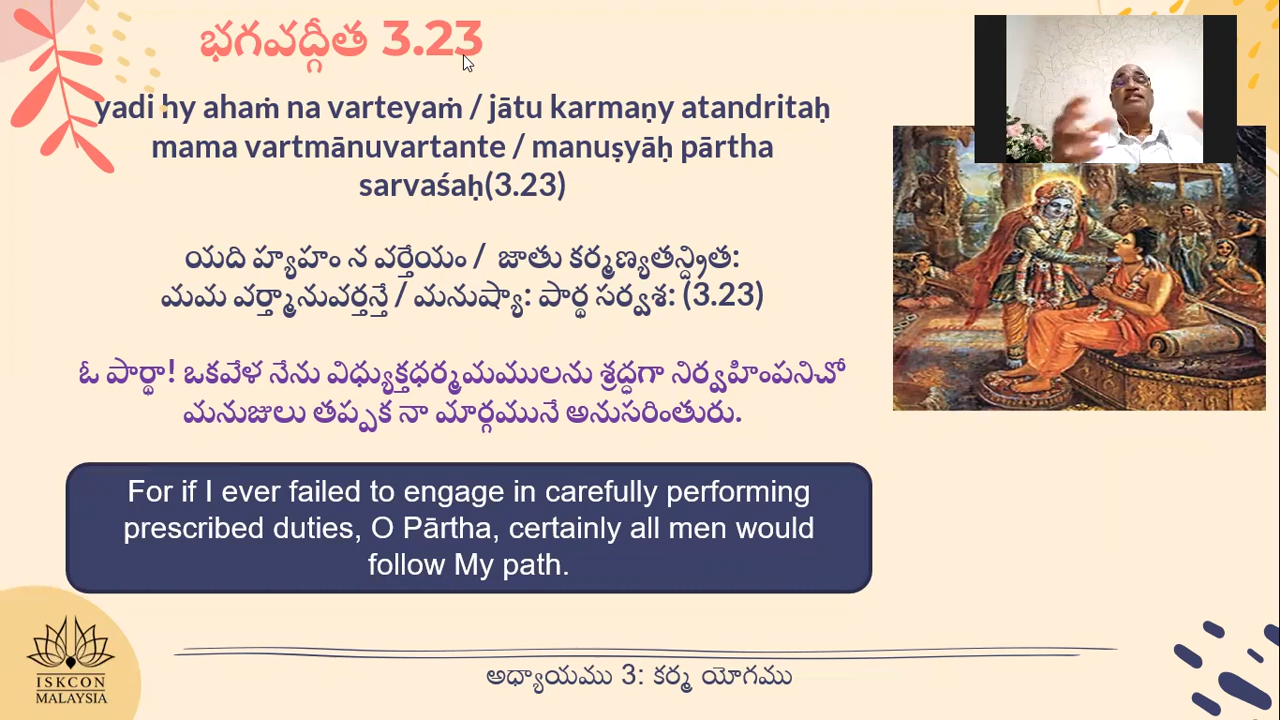 భగవద్గీత 3.23
yadi hy ahaṁ na varteyaṁ / jātu karmaṇy atandritaḥ
mama vartmānuvartante / manuṣyāḥ pārtha
sarvaśaḥ(3.23)
యది హ్యహం న వర్తేయం / జాతు కర్మణ్యతన్ద్రిత:
మమ వర్త్మానువర్తన్తే / మనుష్యా: పార్థ సర్వశ: (3.23)
ఓ పార్థా! ఒకవేళ నేను విధ్యుక్తధర్మమములను శ్రద్ధగా నిర్వహింపనిచో
మనుజులు తప్పక నా మార్గమునే అనుసరింతురు.
For if I ever failed to engage in carefully performing
prescribed duties, O Pārtha, certainly all men would
follow My path.
ISKCON
MALAYSIA
అధ్యాయము 3: కర్మ యోగము